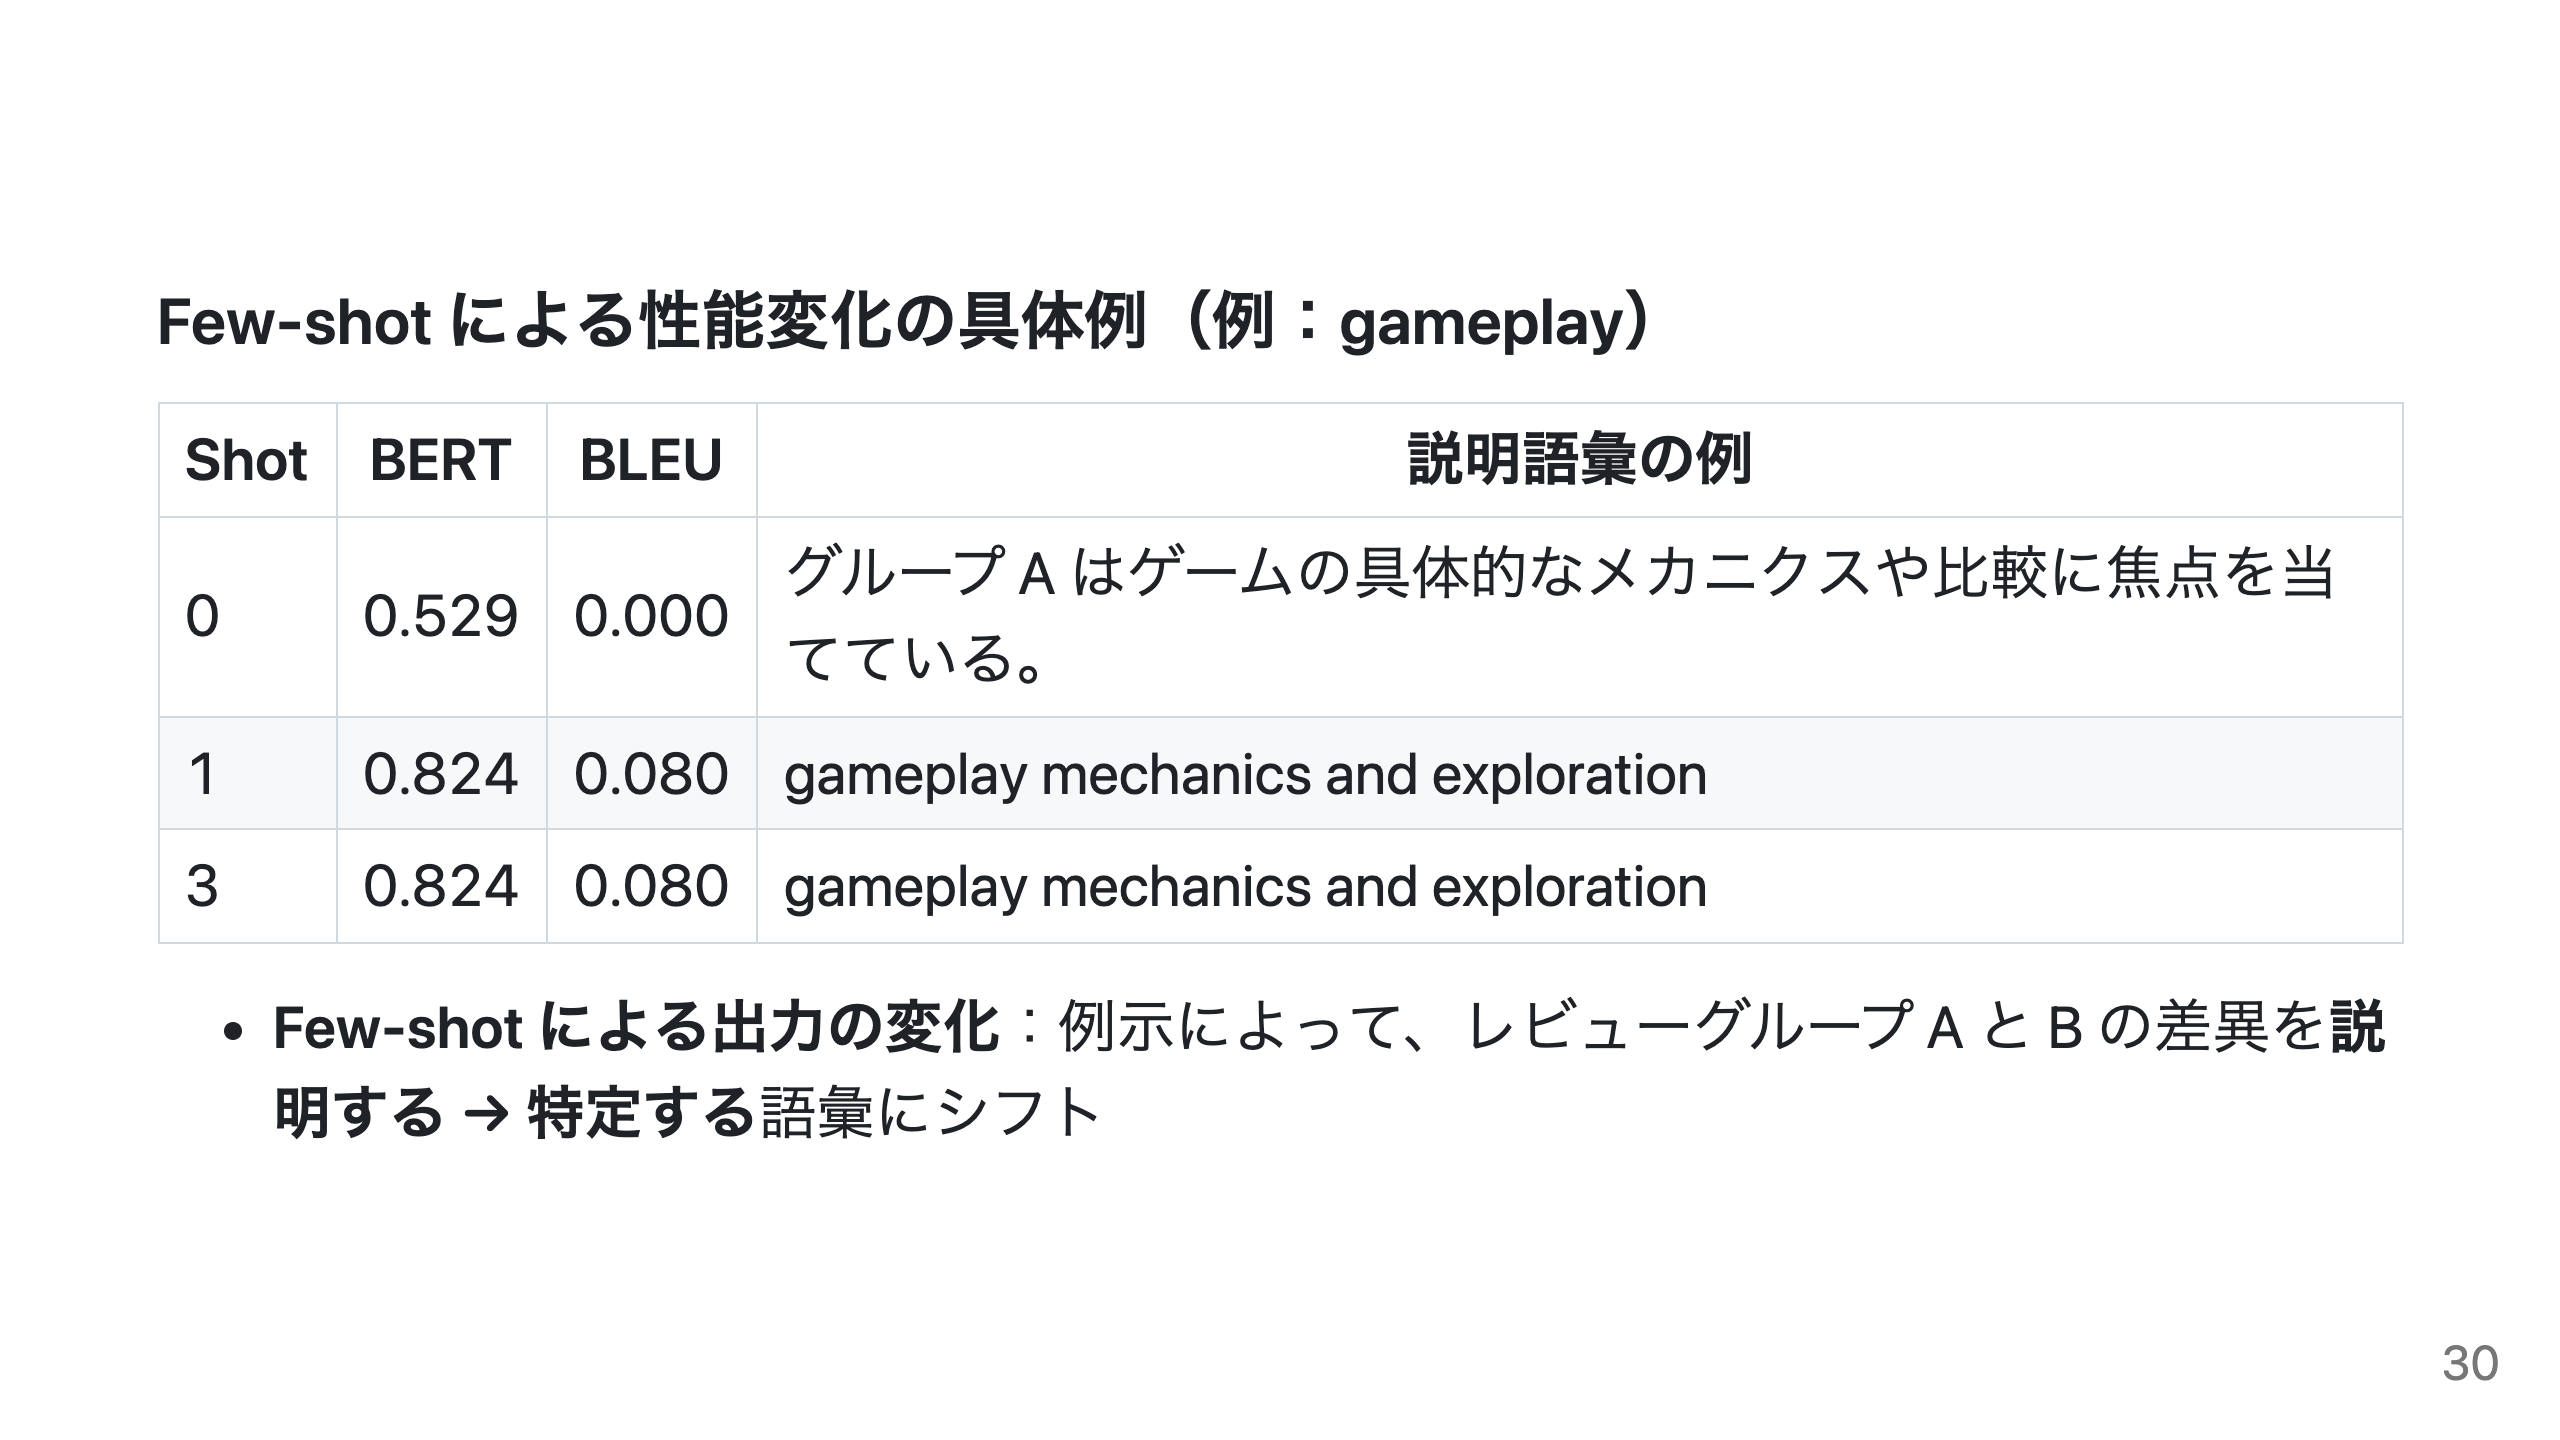 Few-shot による性能変化の具体例（例：gameplay）
Shot BERT BLEU 説明語彙の例
0 0.529 0.000 グループ A はゲームの具体的なメカニクスや比較に焦点を当
てている。
1 0.824 0.080 gameplay mechanics and exploration
3 0.824 0.080 gameplay mechanics and exploration
• Few-shot による出力の変化：例示によって、レビューグループ A と B の差異を説
明する → 特定する語彙にシフト
30